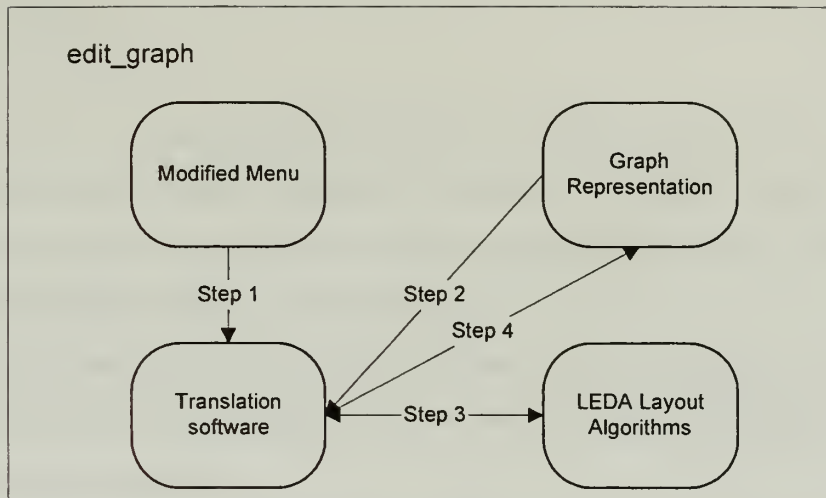 edit_graph
Modified Menu
Graph
Representation
Step 1
Step 2
Step 4
Translation
software
Step 3
LEDA Layout
Algorithms